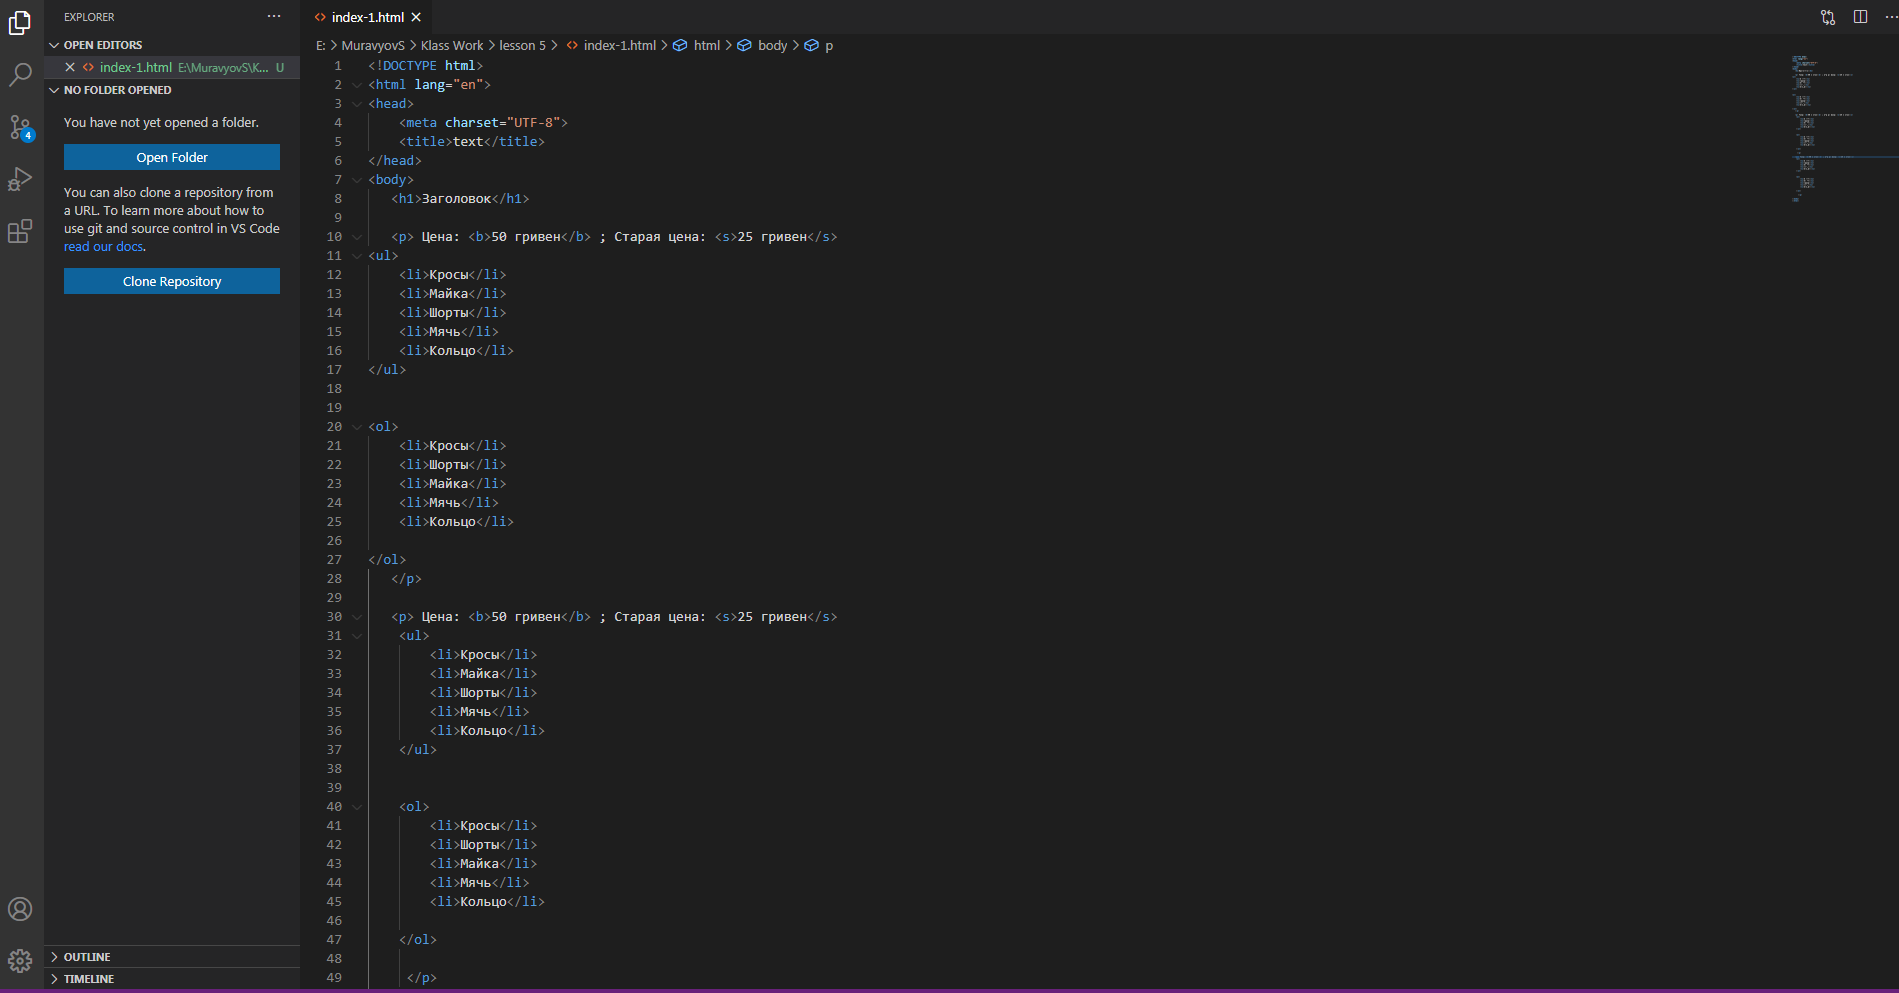 EXPLORER
OPEN EDITORS
index-1.html E:\MuravyovS\K... U
NO FOLDER OPENED
You have not yet opened a folder.
Open Folder
You can also clone a repository from
a URL. To learn more about how to
use git and source control in VS Code
read our docs.
Clone Repository
4
OUTLINE
TIMELINE
index-1.html
E: > MuravyovS > Klass Work > lesson 5 > index-1.html > html > body > p
1 <!DOCTYPE html>
2 <html lang="en">
3 <head>
4 <meta charset="UTF-8">
5 <title>text</title>
6 </head>
7 <body>
8 <h1>Заголовок</h1>
9
10 <p> Цена: <b>50 гривен</b> ; Старая цена: <s>25 гривен</s>
11 <ul>
12 <li>Кросы</li>
13 <li>Майка</li>
14 <li>Шорты</li>
15 <li>Мячь</li>
16 <li>Кольцо</li>
17 </ul>
18
19
20 <ol>
21 <li>Кросы</li>
22 <li>Шорты</li>
23 <li>Майка</li>
24 <li>Мячь</li>
25 <li>Кольцо</li>
26
27 </ol>
28 </p>
29
30 <p> Цена: <b>50 гривен</b> ; Старая цена: <s>25 гривен</s>
31 <ul>
32 <li>Кросы</li>
33 <li>Майка</li>
34 <li>Шорты</li>
35 <li>Мячь</li>
36 <li>Кольцо</li>
37 </ul>
38
39
40 <ol>
41 <li>Кросы</li>
42 <li>Шорты</li>
43 <li>Майка</li>
44 <li>Мячь</li>
45 <li>Кольцо</li>
46
47 </ol>
48
49 </p>